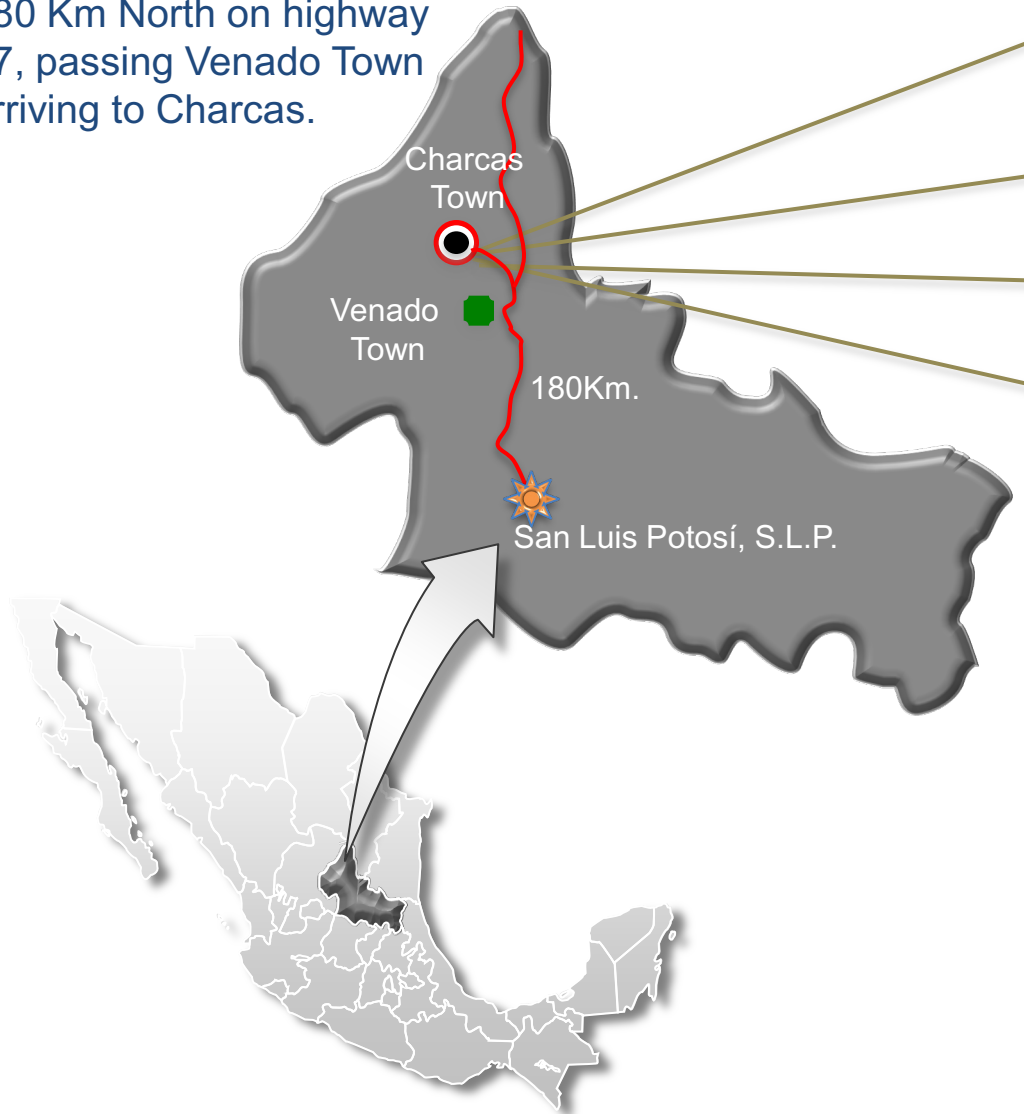 80 Km North on highway
7, passing Venado Town
rriving to Charcas.
Charcas
Town
Venado
Town
180Km.
San Luis Potosí, S.L.P.